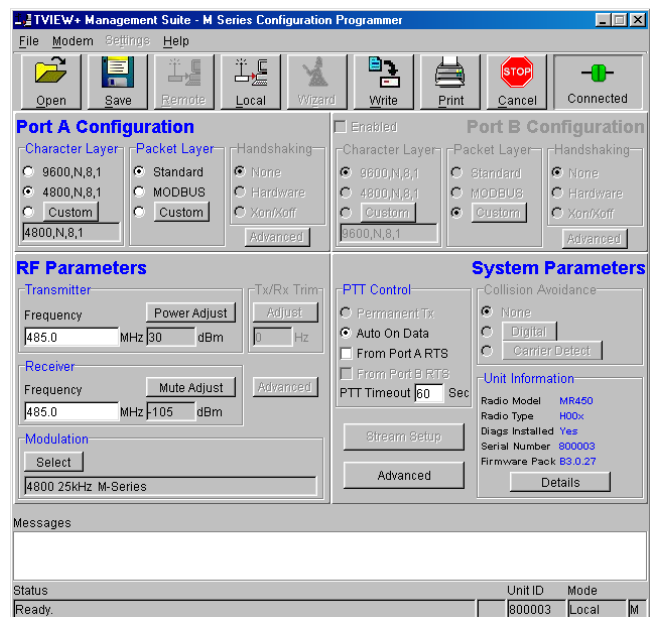 TVIEW+ Management Suite - M Series Configuration Programmer
File Modem Settings Help
Open Save Remote Local Wizard Write Print STOP Cancel Connected
Port A Configuration
Character Layer Packet Layer Handshaking
9600,N,8,1 Standard None
4800,N,8,1 MODBUS Hardware
Custom Custom Xon/Xoff
4800,N,8,1 Advanced
Enabled Port B Configuration
Character Layer Packet Layer Handshaking
9600,N,8,1 Standard None
4800,N,8,1 MODBUS Hardware
Custom Custom Xon/Xoff
9600,N,8,1 Advanced
RF Parameters
Transmitter Tx/Rx Trim
Frequency Power Adjust Adjust
485.0 MHz 30 dBm 0 Hz
Receiver
Frequency Mute Adjust Advanced
485.0 MHz -105 dBm
Modulation
Select
4800 25kHz M-Series
System Parameters
PTT Control
Permanent Tx
Auto On Data
From Port A RTS
From Port B RTS
PTT Timeout 60 Sec
Stream Setup
Advanced
Collision Avoidance
None
Digital
Carrier Detect
Unit Information
Radio Model MR450
Radio Type H00x
Diags Installed Yes
Serial Number 800003
Firmware Pack B3.0.27
Details
Messages
Status Unit ID Mode
Ready. 800003 Local M